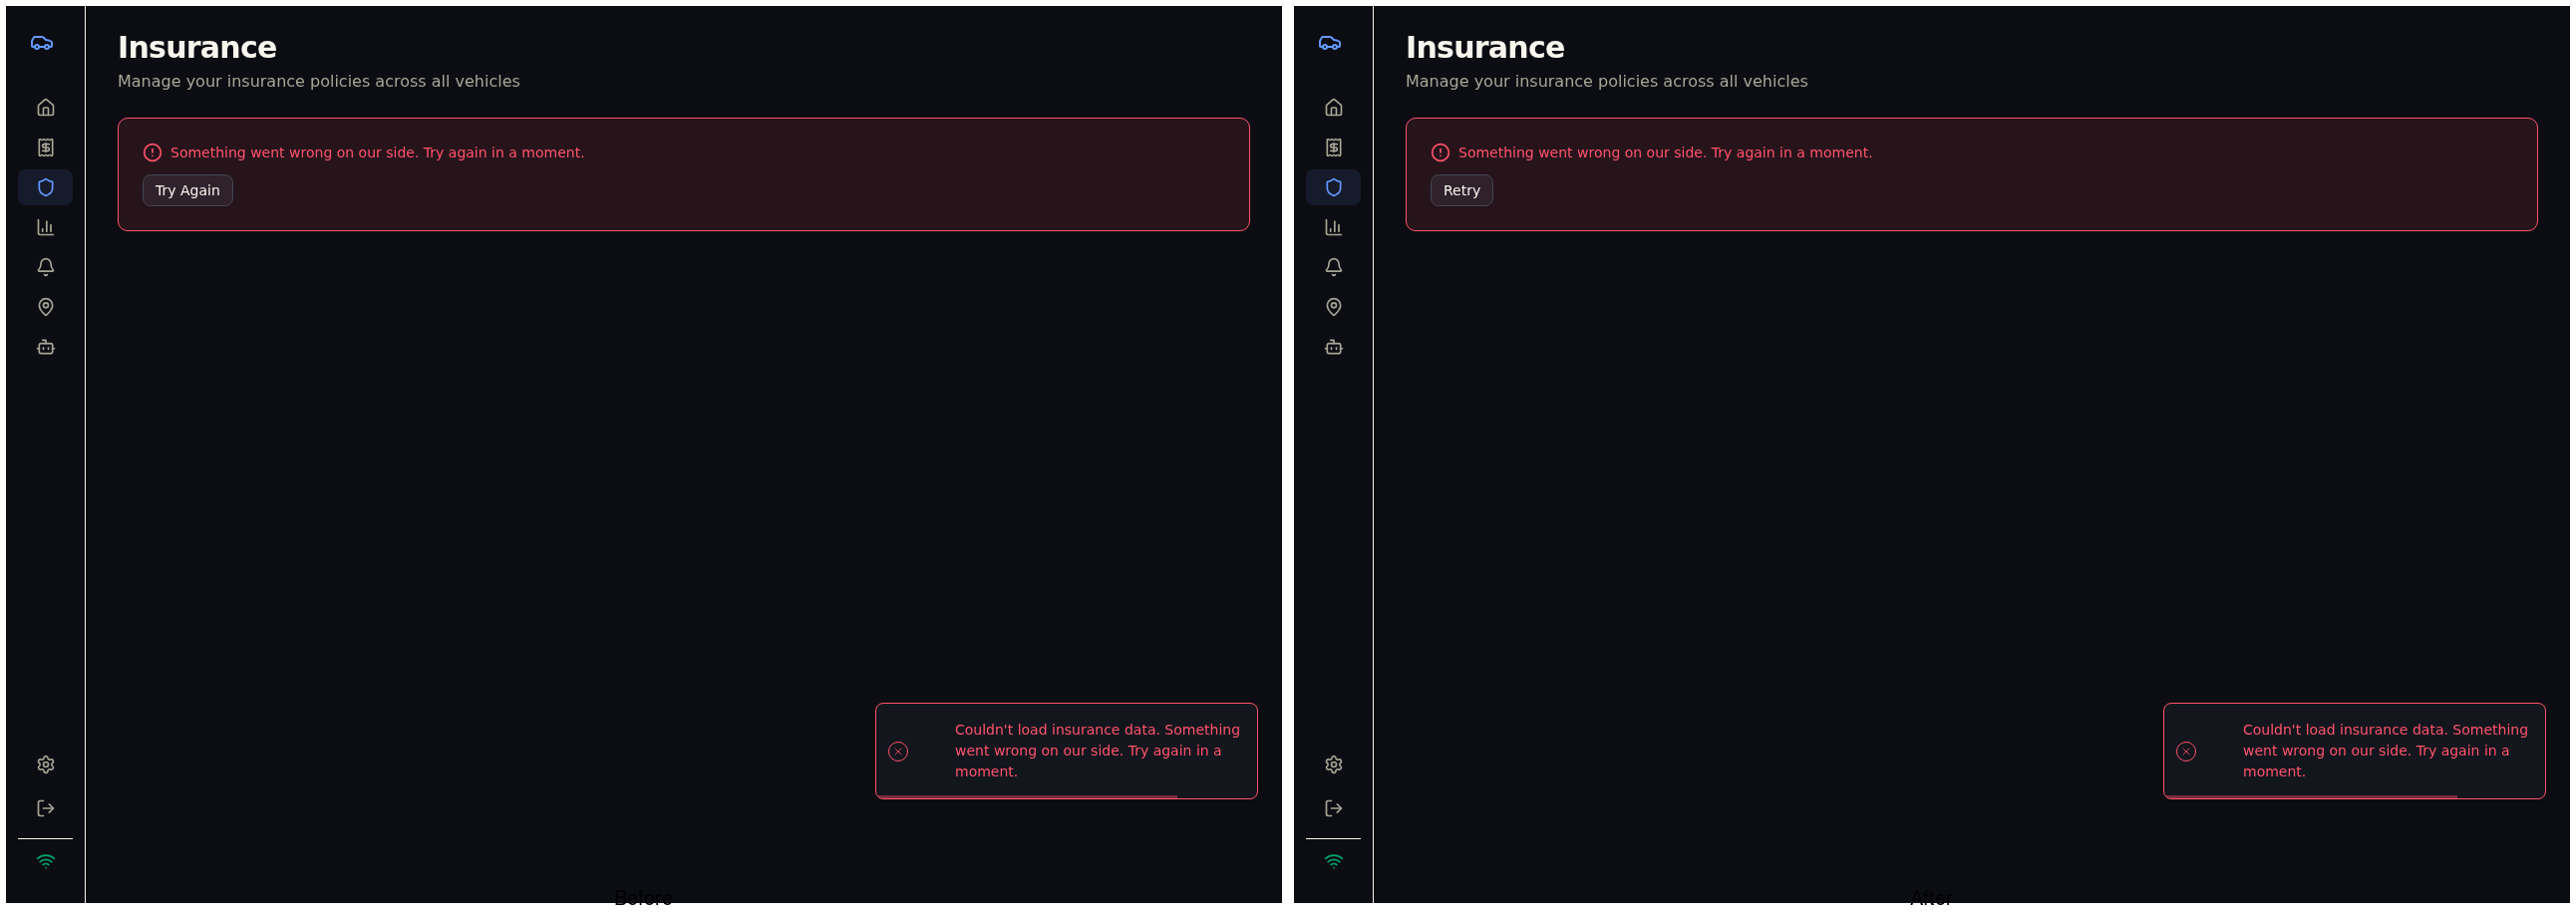 Insurance
Manage your insurance policies across all vehicles
Something went wrong on our side. Try again in a moment.
Try Again
Couldn't load insurance data. Something
went wrong on our side. Try again in a
moment.
Before
Insurance
Manage your insurance policies across all vehicles
Something went wrong on our side. Try again in a moment.
Retry
Couldn't load insurance data. Something
went wrong on our side. Try again in a
moment.
After